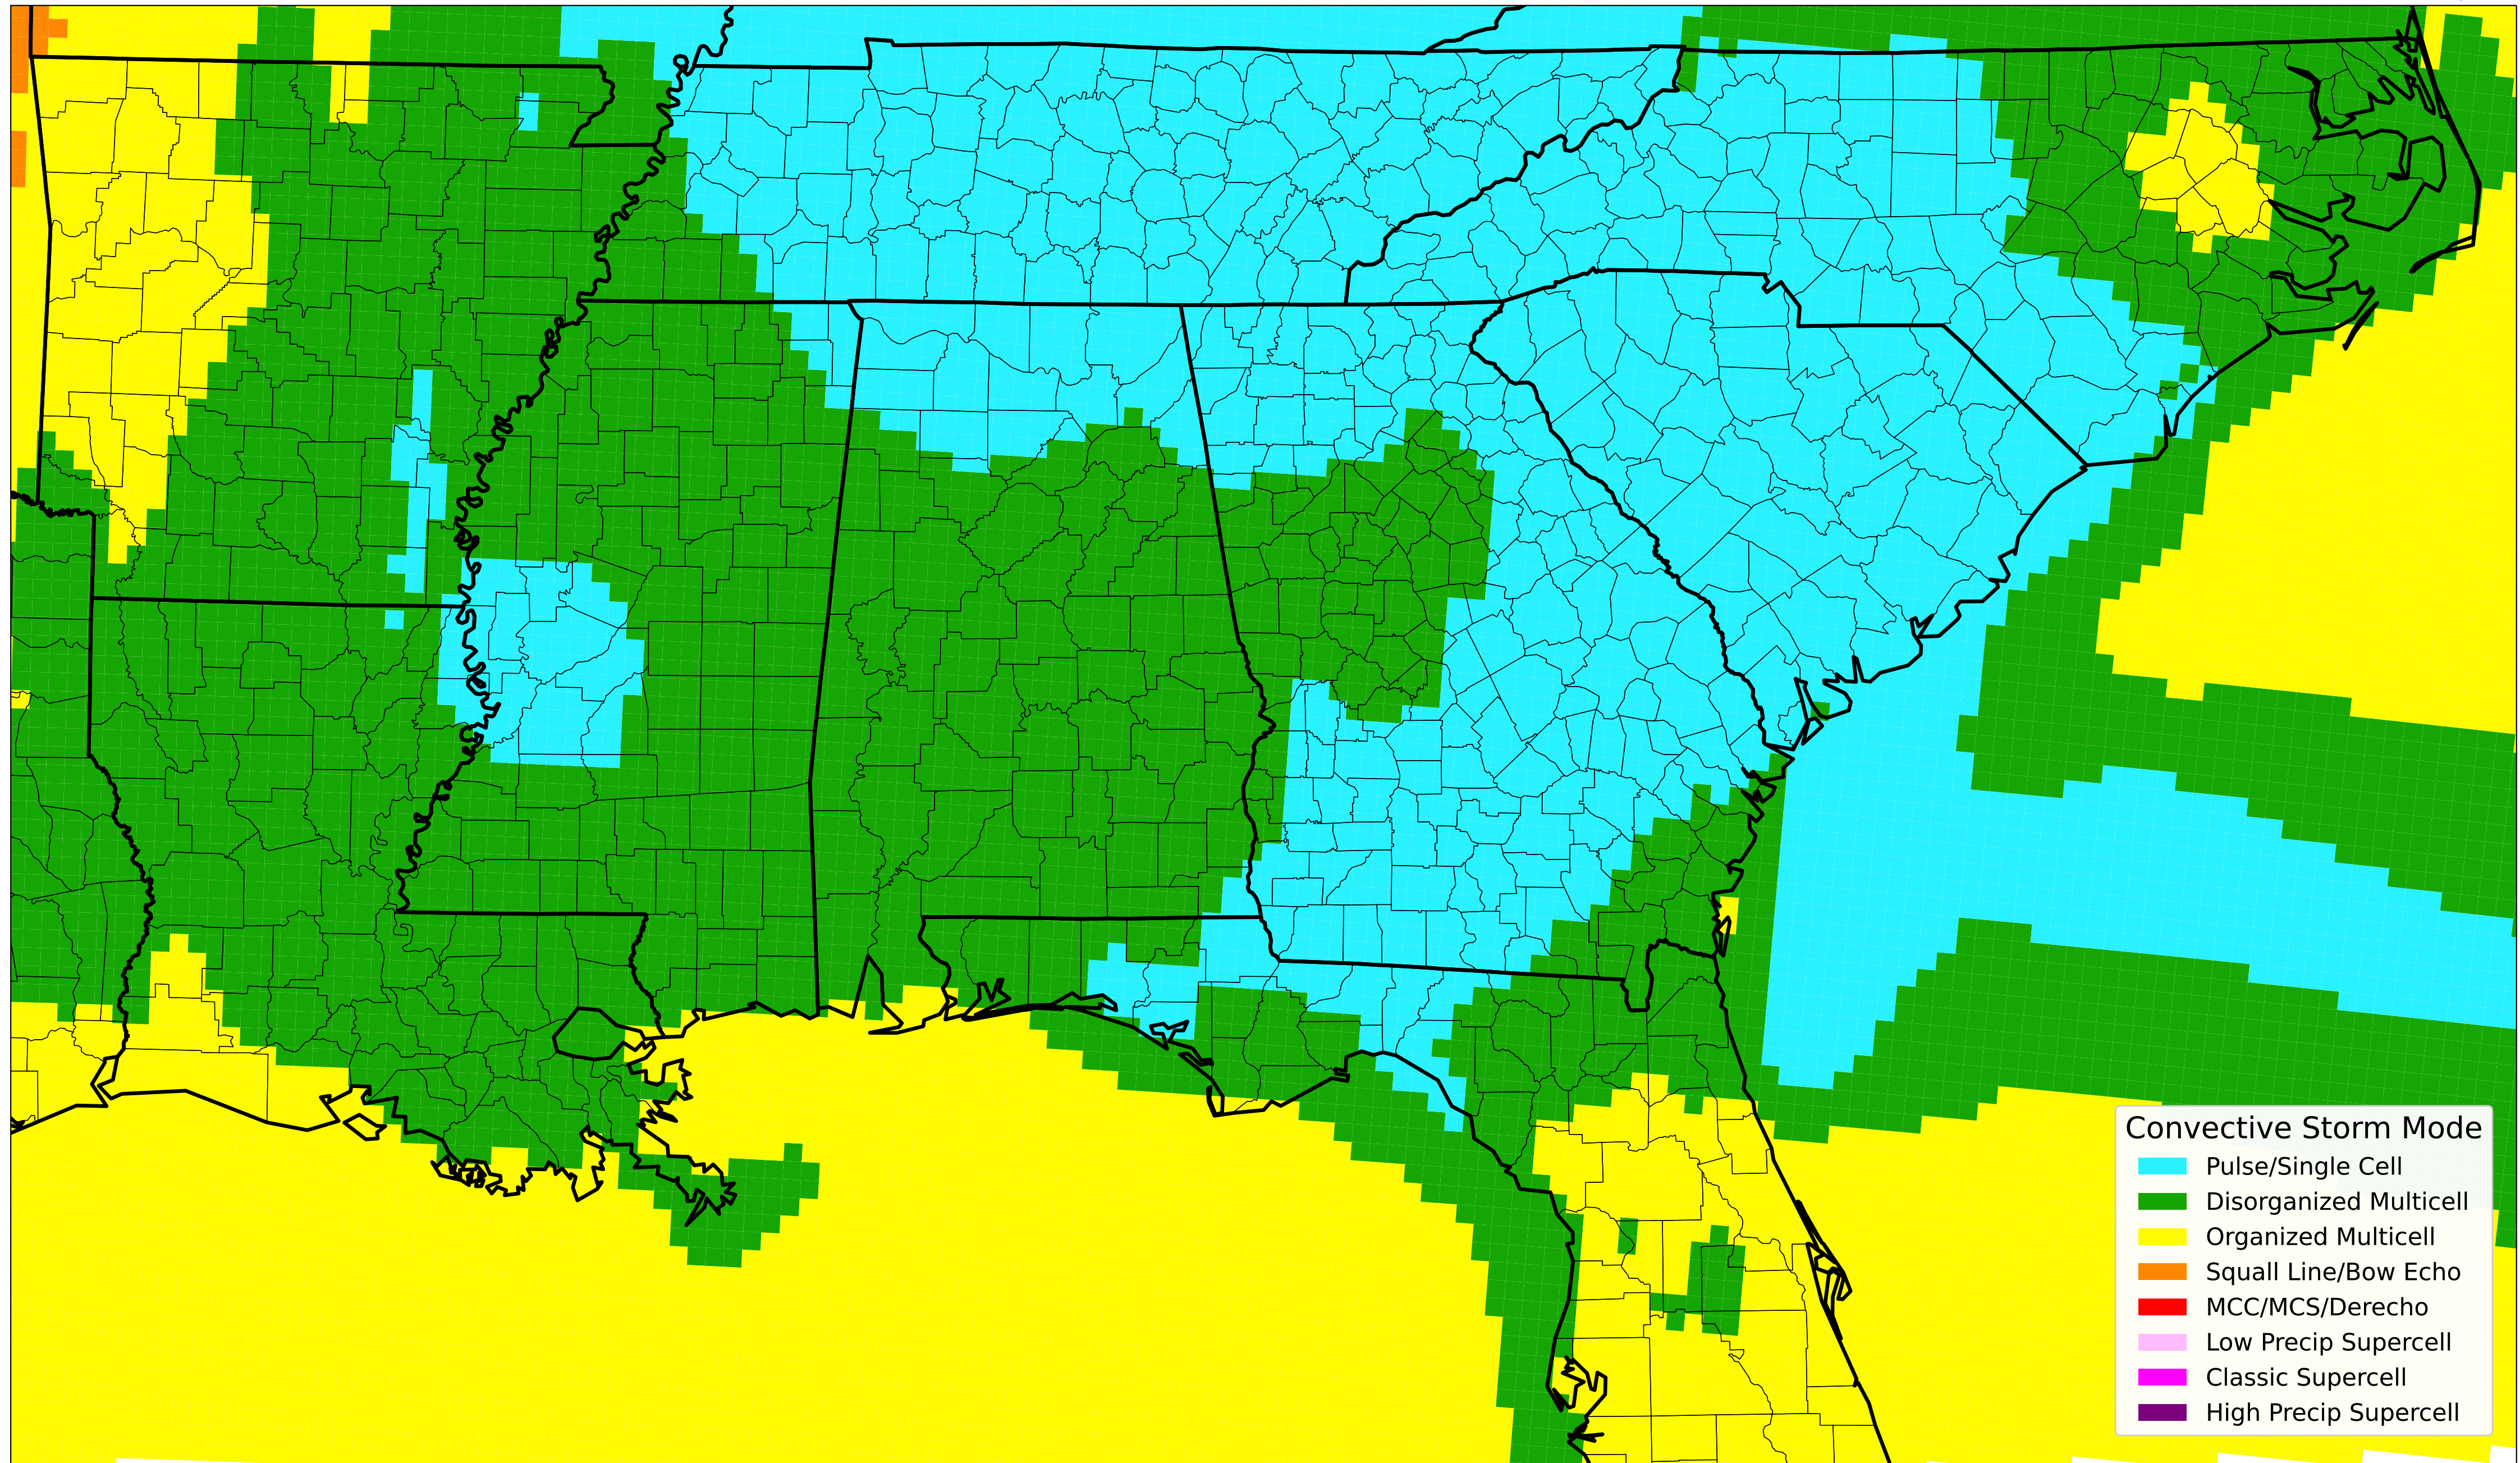 Convective Storm Mode
Pulse/Single Cell
Disorganized Multicell
Organized Multicell
Squall Line/Bow Echo
MCC/MCS/Derecho
Low Precip Supercell
Classic Supercell
High Precip Supercell